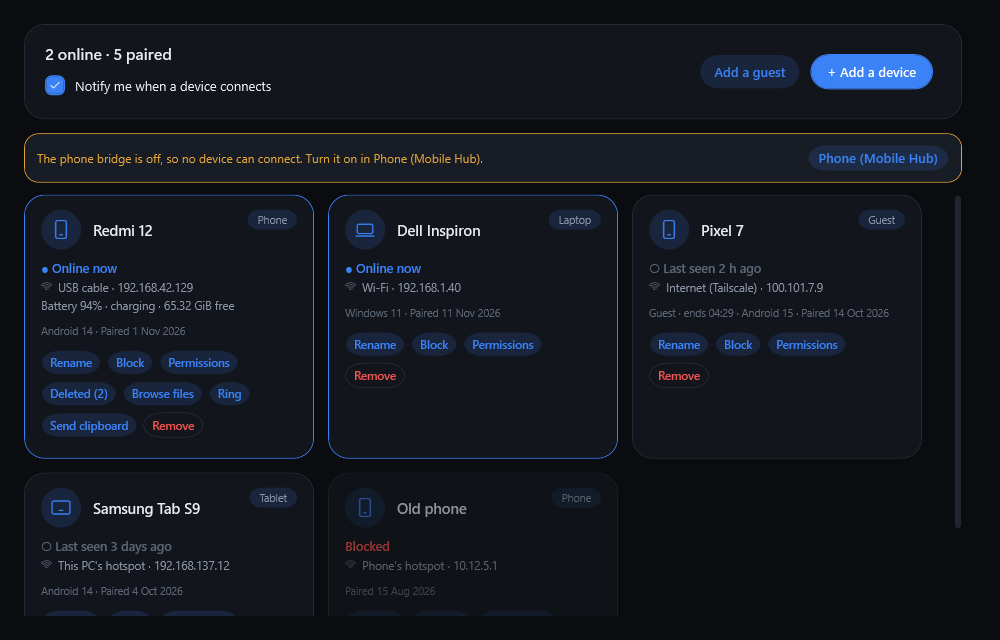 2 online · 5 paired
Notify me when a device connects
Add a guest
+ Add a device
The phone bridge is off, so no device can connect. Turn it on in Phone (Mobile Hub).
Phone (Mobile Hub)
Redmi 12
Phone
● Online now
USB cable · 192.168.42.129
Battery 94% · charging · 65.32 GiB free
Android 14 · Paired 1 Nov 2026
Rename
Block
Permissions
Deleted (2)
Browse files
Ring
Send clipboard
Remove
Dell Inspiron
Laptop
● Online now
Wi-Fi · 192.168.1.40
Windows 11 · Paired 11 Nov 2026
Rename
Block
Permissions
Remove
Pixel 7
Guest
○ Last seen 2 h ago
Internet (Tailscale) · 100.101.7.9
Guest · ends 04:29 · Android 15 · Paired 14 Oct 2026
Rename
Block
Permissions
Remove
Samsung Tab S9
Tablet
○ Last seen 3 days ago
This PC's hotspot · 192.168.137.12
Android 14 · Paired 4 Oct 2026
Old phone
Phone
Blocked
Phone's hotspot · 10.12.5.1
Paired 15 Aug 2026